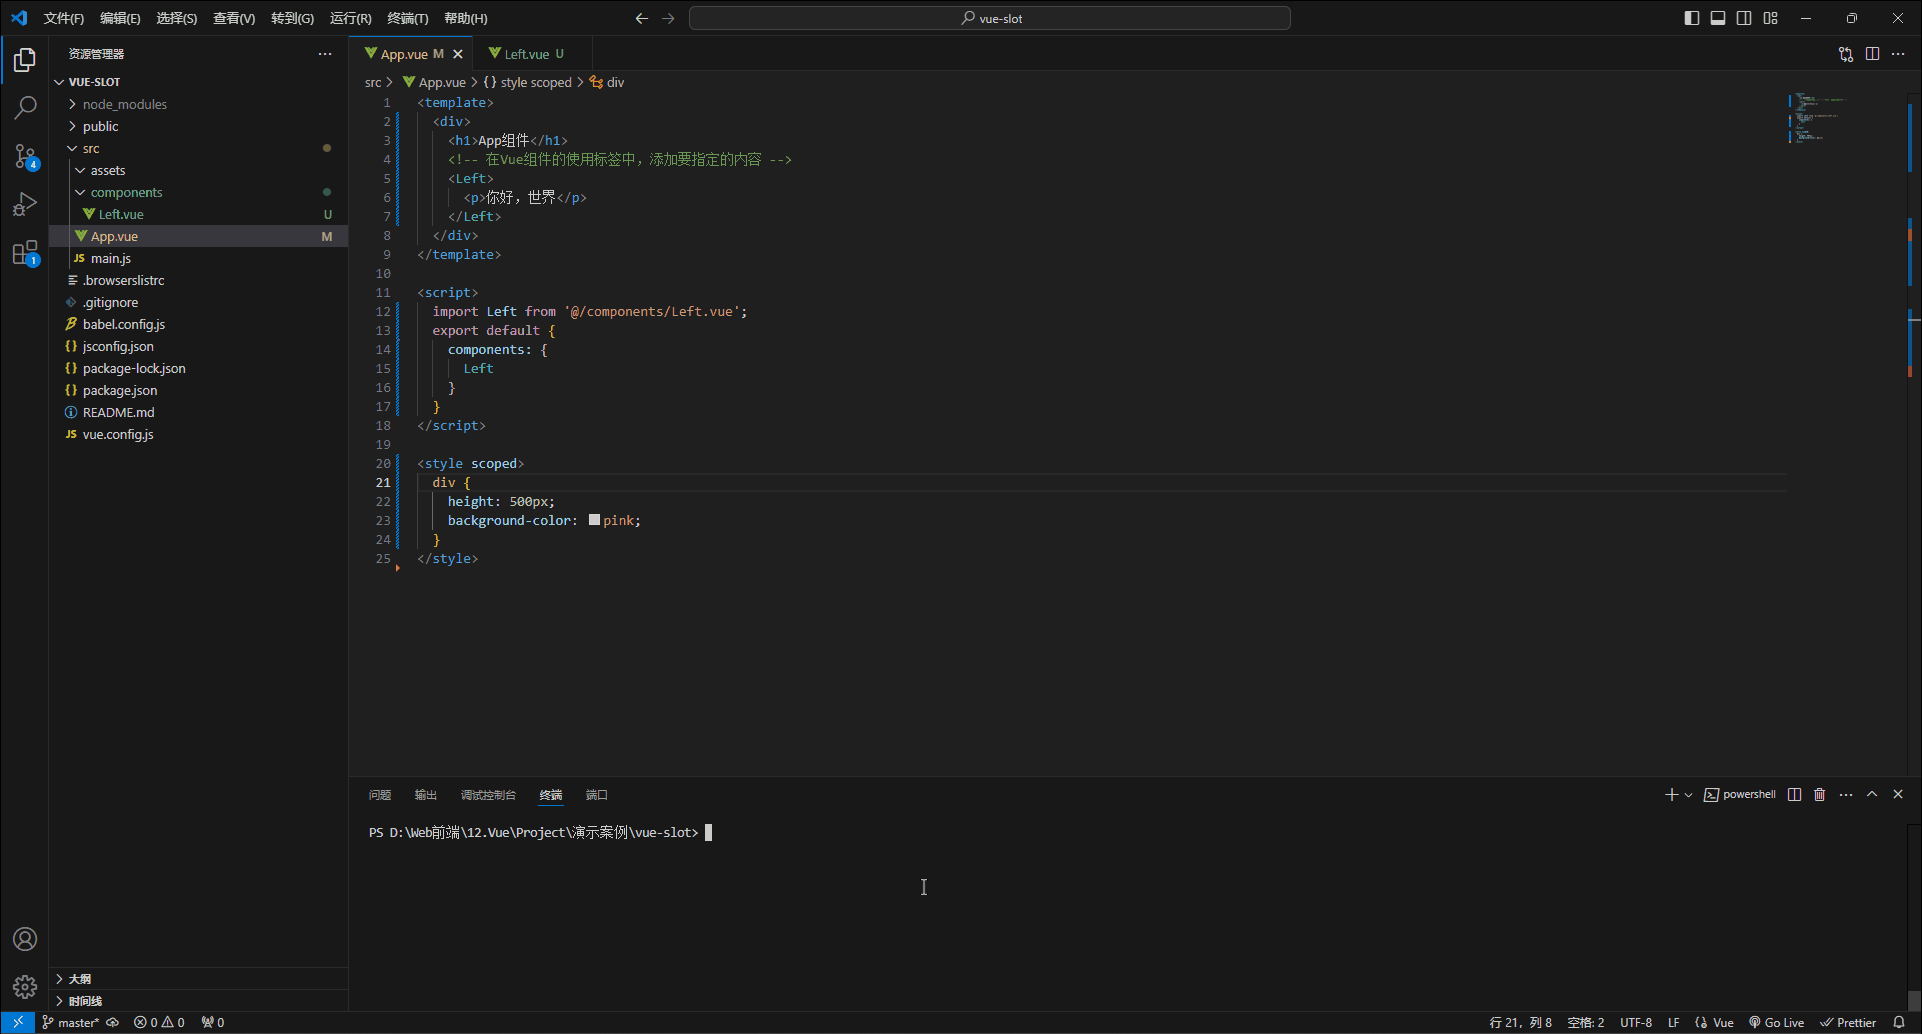 文件(F) 编辑(E) 选择(S) 查看(V) 转到(G) 运行(R) 终端(T) 帮助(H) vue-slot
资源管理器
VUE-SLOT
node_modules
public
src
assets
components
Left.vue U
App.vue M
main.js
.browserslistrc
.gitignore
babel.config.js
jsconfig.json
package-lock.json
package.json
README.md
vue.config.js
大纲
时间线
4
1
App.vue M Left.vue U
src > App.vue > {} style scoped > div
1 <template>
2 <div>
3 <h1>App组件</h1>
4 <!-- 在Vue组件的使用标签中，添加要指定的内容 -->
5 <Left>
6 <p>你好，世界</p>
7 </Left>
8 </div>
9 </template>
10
11 <script>
12 import Left from '@/components/Left.vue';
13 export default {
14 components: {
15 Left
16 }
17 }
18 </script>
19
20 <style scoped>
21 div {
22 height: 500px;
23 background-color: pink;
24 }
25 </style>
问题 输出 调试控制台 终端 端口 powershell
PS D:\Web前端\12.Vue\Project\演示案例\vue-slot>
master* 0 0 0 行 21，列 8 空格: 2 UTF-8 LF {} Vue Go Live Prettier